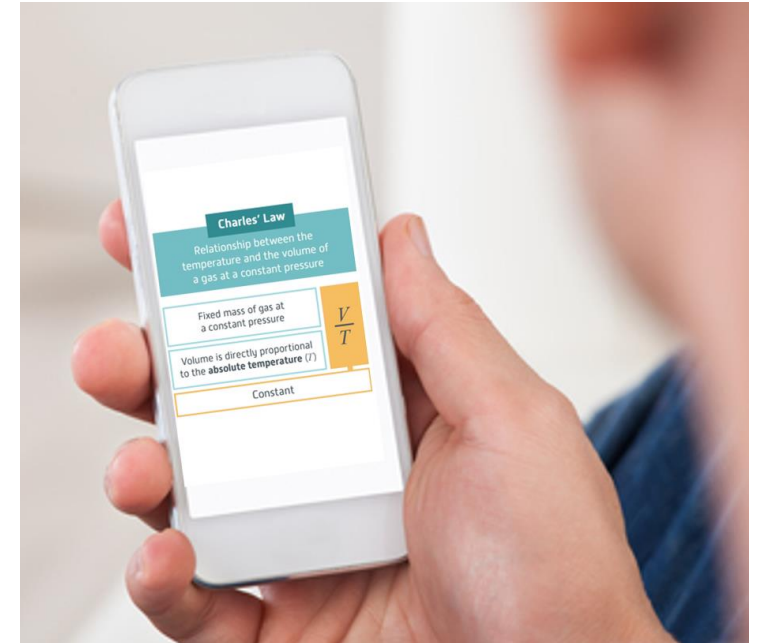 Charles' Law
Relationship between the
temperature and the volume of
a gas at a constant pressure
Fixed mass of gas at
a constant pressure
V
T
Volume is directly proportional
to the absolute temperature (T)
Constant